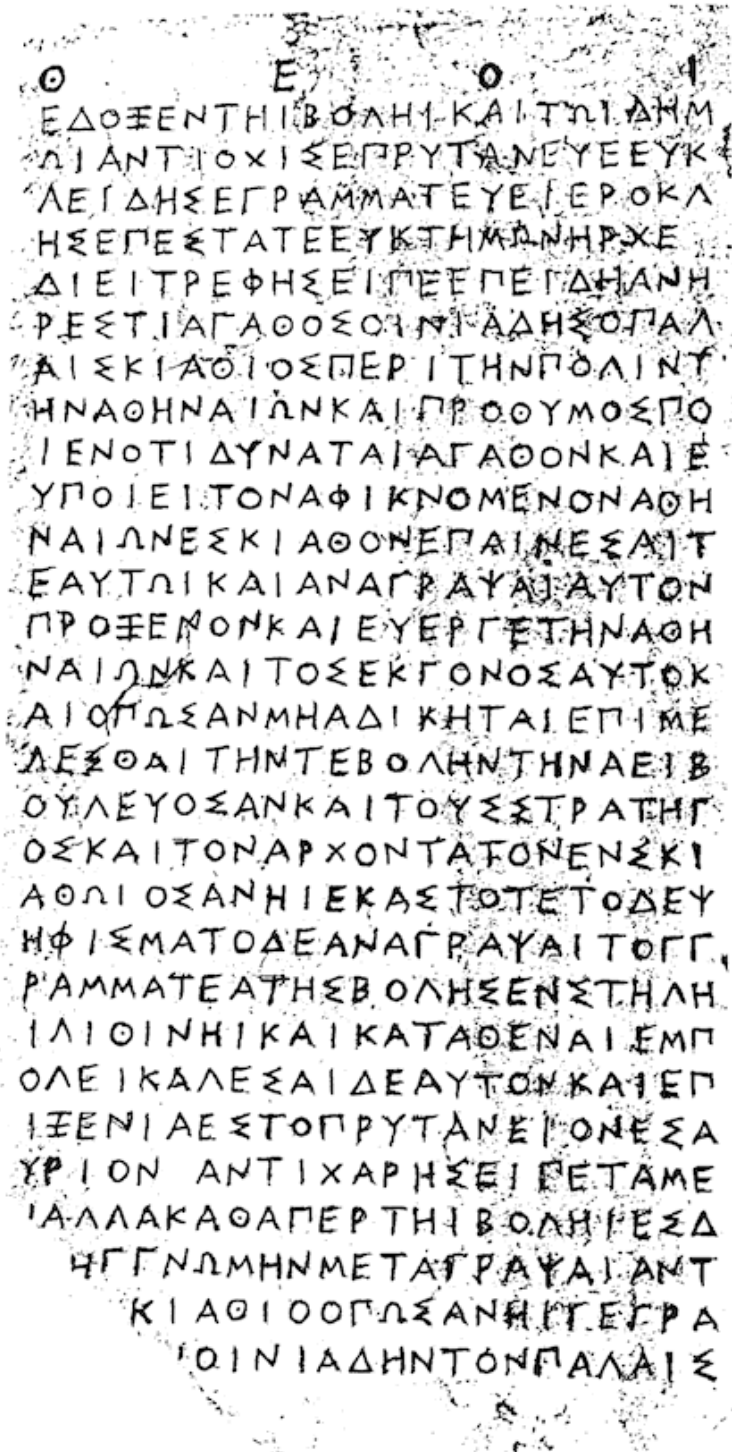 Θ Ε Ο Ι
ΕΔΟΞΕΝΤΗΙΒΟΛΗΙΚΑΙΤΩΙΔΗΜ
ΩΙΑΝΤΙΟΧΙΣΕΠΡΥΤΑΝΕΥΕΕΥΚ
ΛΕΙΔΗΣΕΓΡΑΜΜΑΤΕΥΕΙΕΡΟΚΛ
ΗΣΕΠΕΣΤΑΤΕΕΥΚΤΗΜΩΝΗΡΧΕ
ΔΙΕΙΤΡΕΦΗΣΕΙΠΕΕΠΕΙΔΗΑΝΗ
ΡΕΣΤΙΑΓΑΘΟΣΟΙΝΙΑΔΗΣΟΠΑΛ
ΑΙΣΚΙΑΘΙΟΣΠΕΡΙΤΗΝΠΟΛΙΝΤ
ΗΝΑΘΗΝΑΙΩΝΚΑΙΠΡΟΘΥΜΟΣΠΟ
ΙΕΝΟΤΙΔΥΝΑΤΑΙΑΓΑΘΟΝΚΑΙΕ
ΥΠΟΙΕΙΤΟΝΑΦΙΚΝΟΜΕΝΟΝΑΘΗ
ΝΑΙΩΝΕΣΚΙΑΘΟΝΕΠΑΙΝΕΣΑΙΤ
ΕΑΥΤΩΙΚΑΙΑΝΑΓΡΑΨΑΙΑΥΤΟΝ
ΠΡΟΞΕΝΟΝΚΑΙΕΥΕΡΓΕΤΗΝΑΘΗ
ΝΑΙΩΝΚΑΙΤΟΣΕΚΓΟΝΟΣΑΥΤΟΚ
ΑΙΟΠΩΣΑΝΜΗΑΔΙΚΗΤΑΙΕΠΙΜΕ
ΛΕΣΘΑΙΤΗΝΤΕΒΟΛΗΝΤΗΝΑΕΙΒ
ΟΥΛΕΥΟΣΑΝΚΑΙΤΟΥΣΣΤΡΑΤΗΓ
ΟΣΚΑΙΤΟΝΑΡΧΟΝΤΑΤΟΝΕΝΣΚΙ
ΑΘΩΙΟΣΑΝΗΙΕΚΑΣΤΟΤΕΤΟΔΕΨ
ΗΦΙΣΜΑΤΟΔΕΑΝΑΓΡΑΨΑΙΤΟΓΓ
ΡΑΜΜΑΤΕΑΤΗΣΒΟΛΗΣΕΝΣΤΗΛΗ
ΙΛΙΘΙΝΗΙΚΑΙΚΑΤΑΘΕΝΑΙΕΜΠ
ΟΛΕΙΚΑΛΕΣΑΙΔΕΑΥΤΟΝΚΑΙΕΠ
ΙΞΕΝΙΑΕΣΤΟΠΡΥΤΑΝΕΙΟΝΕΣΑ
ΥΡΙΟΝ ΑΝΤΙΧΑΡΗΣΕΙΠΕΤΑΜΕ
ΑΛΛΑΚΑΘΑΠΕΡΤΗΙΒΟΛΗΙΕΣΔ
ΗΓΓΝΩΜΗΝΜΕΤΑΓΡΑΨΑΙΑΝΤ
ΚΙΑΘΙΟΟΠΩΣΑΝΗΙΓΕΓΡΑ
ΟΙΝΙΑΔΗΝΤΟΝΠΑΛΑΙΣ